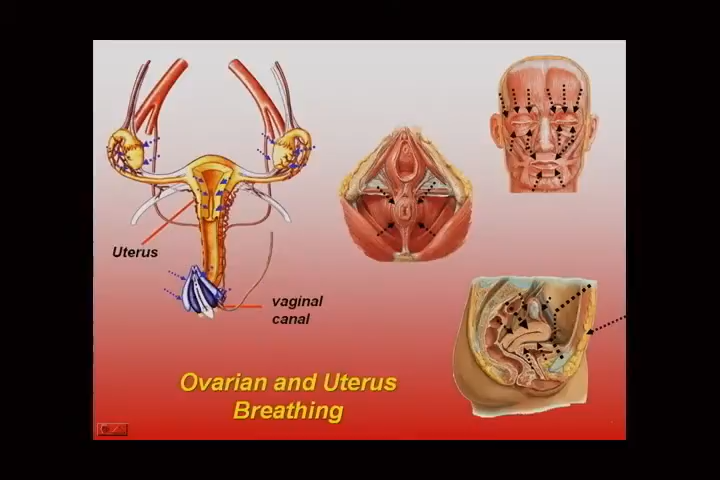 Uterus
vaginal
canal
Ovarian and Uterus
Breathing